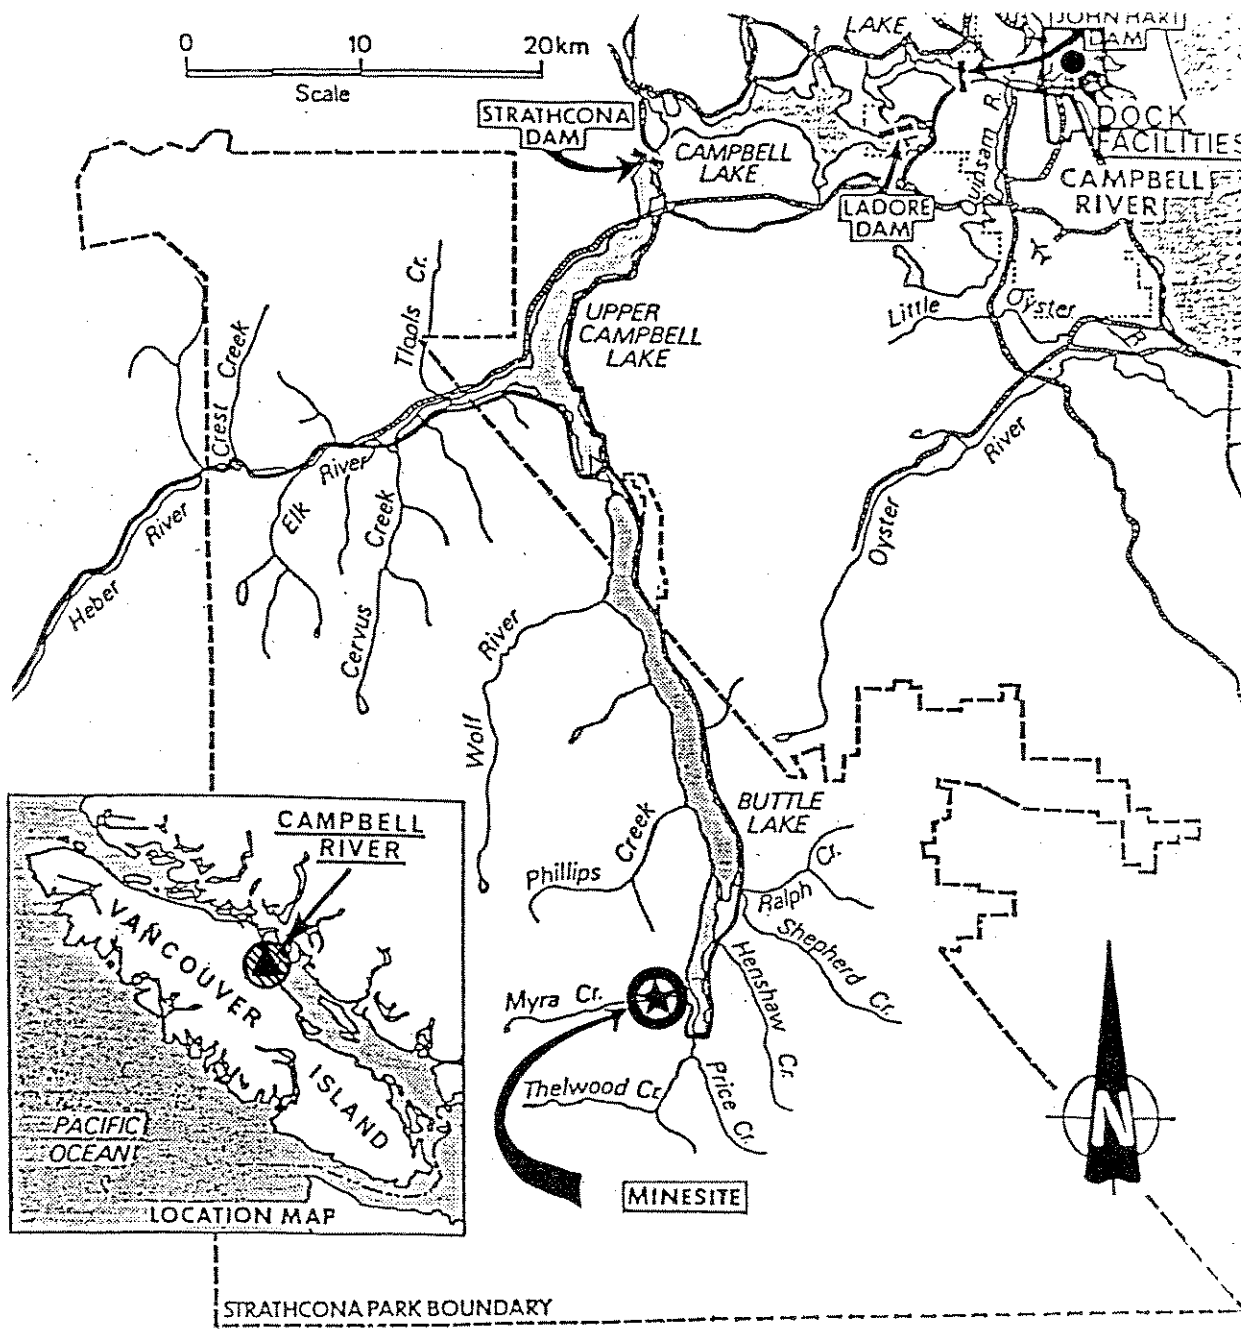 0 10 20km
Scale
LAKE
JOHN HART
DAM
STRATHCONA
DAM
CAMPBELL
LAKE
Quinsam R.
DOCK
FACILITIES
CAMPBELL
RIVER
LADORE
DAM
Tlools Cr.
UPPER
CAMPBELL
LAKE
Little Oyster R.
Crest Creek
River
Elk
Heber River
Cervus Creek
Oyster River
Wolf River
BUTTLE
LAKE
Phillips Creek
Ralph Cr.
Shepherd Cr.
Henshaw Cr.
Myra Cr.
Thelwood Cr.
Price Cr.
MINESITE
N
CAMPBELL
RIVER
VANCOUVER
ISLAND
PACIFIC
OCEAN
LOCATION MAP
STRATHCONA PARK BOUNDARY